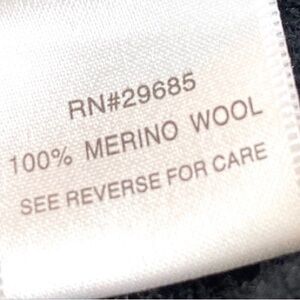 RN#29685
100% MERINO WOOL
SEE REVERSE FOR CARE